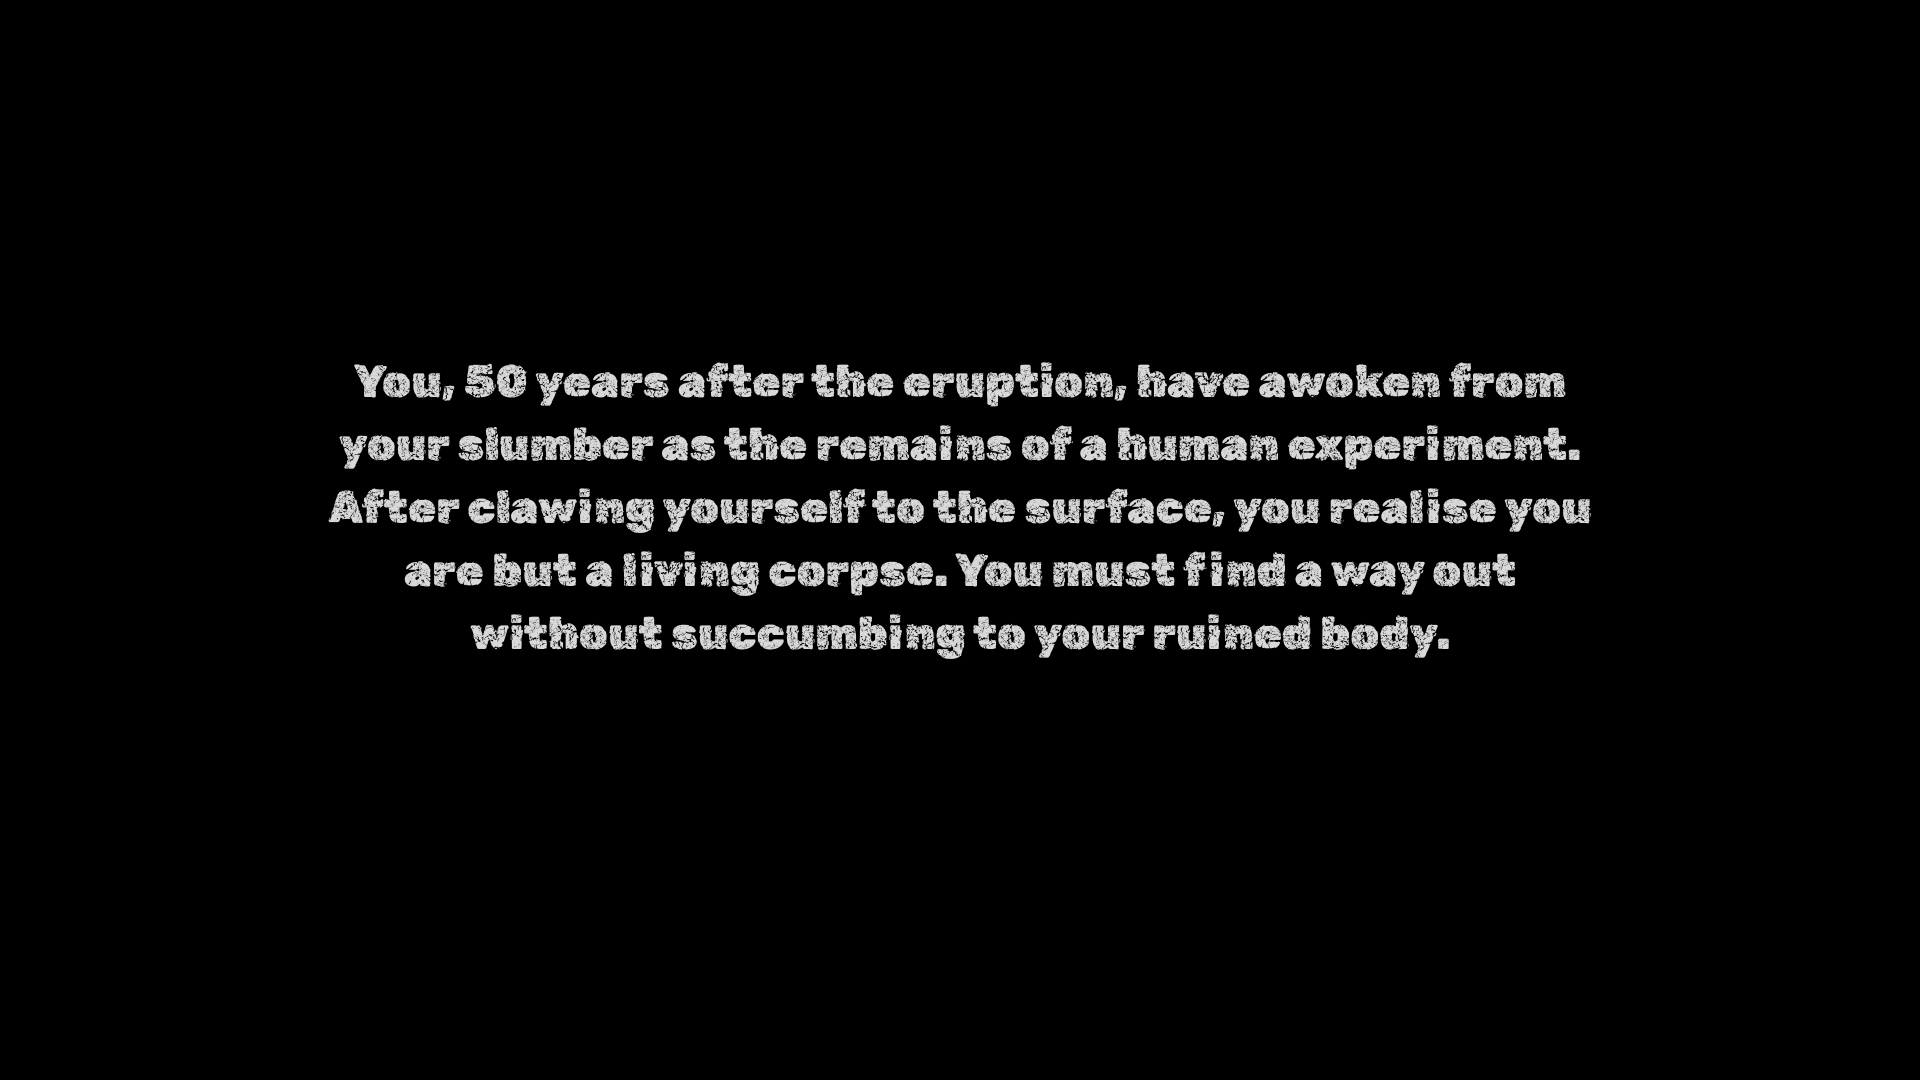 You, 50 years after the eruption, have awoken from
your slumber as the remains of a human experiment.
After clawing yourself to the surface, you realise you
are but a living corpse. You must find a way out
without succumbing to your ruined body.